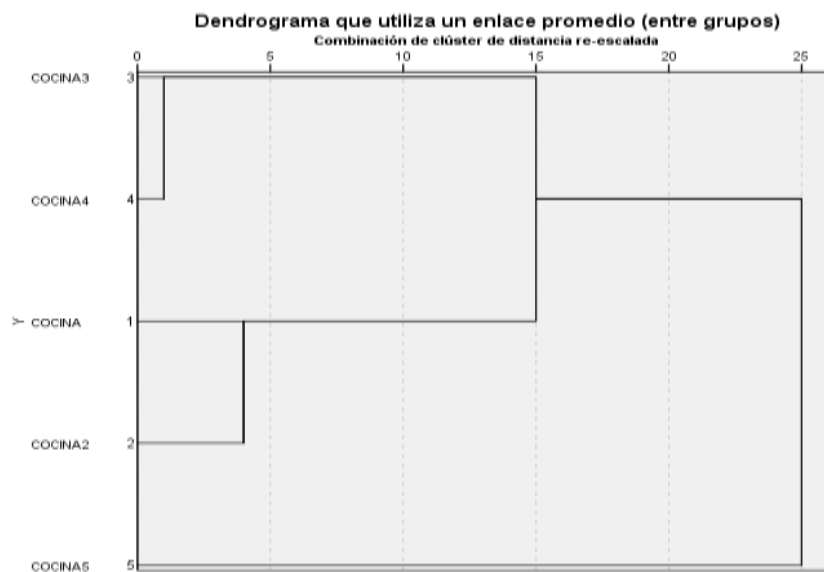 Dendrograma que utiliza un enlace promedio (entre grupos)
Combinación de clúster de distancia re-escalada
0 5 10 15 20 25
COCINA3 3
COCINA4 4
Y COCINA 1
COCINA2 2
COCINA5 5